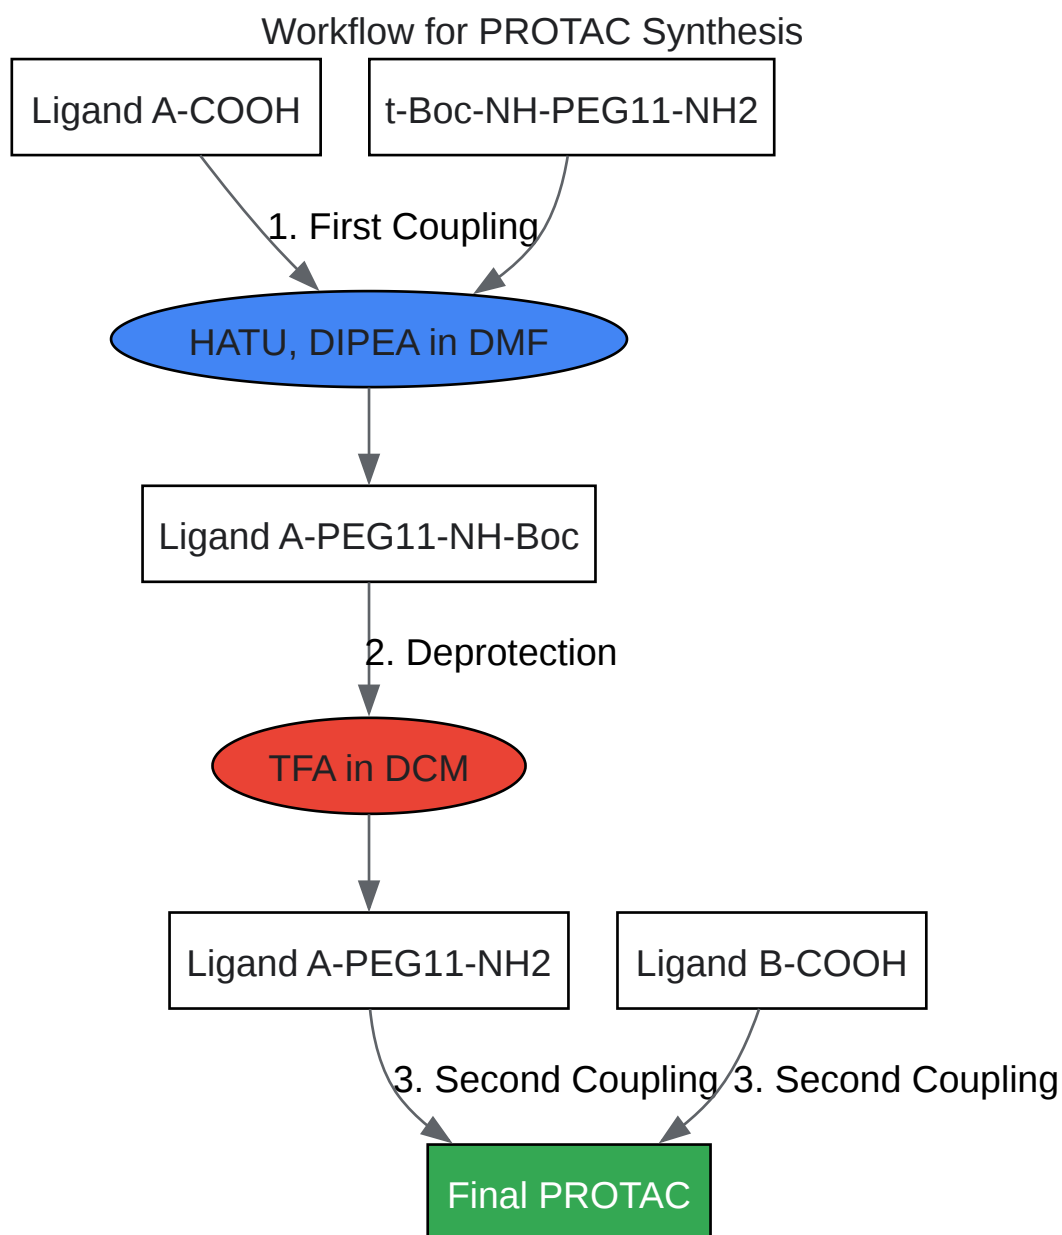 Workflow for PROTAC Synthesis
Ligand A-COOH
t-Boc-NH-PEG11-NH2
1. First Coupling
HATU, DIPEA in DMF
Ligand A-PEG11-NH-Boc
2. Deprotection
TFA in DCM
Ligand A-PEG11-NH2
Ligand B-COOH
3. Second Coupling
3. Second Coupling
Final PROTAC